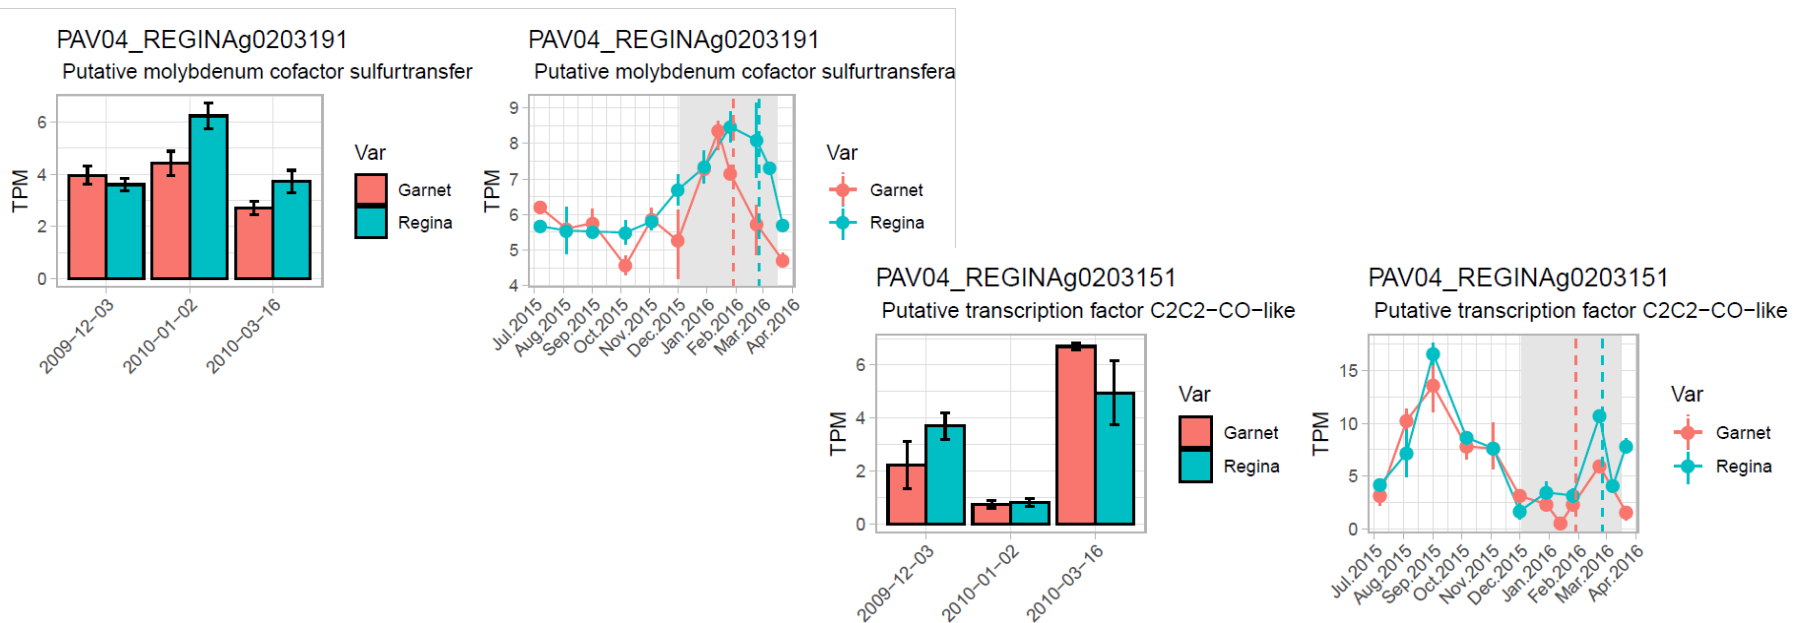 PAV04_REGINAg0203191
Putative molybdenum cofactor sulfurtransfer
TPM
6
4
2
0
2009−12−03
2010−01−02
2010−03−16
Var
Garnet
Regina
PAV04_REGINAg0203191
Putative molybdenum cofactor sulfurtransfera
TPM
9
8
7
6
5
4
Jul.2015
Aug.2015
Sep.2015
Oct.2015
Nov.2015
Dec.2015
Jan.2016
Feb.2016
Mar.2016
Apr.2016
Var
Garnet
Regina
PAV04_REGINAg0203151
Putative transcription factor C2C2−CO−like
TPM
6
4
2
0
2009−12−03
2010−01−02
2010−03−16
Var
Garnet
Regina
PAV04_REGINAg0203151
Putative transcription factor C2C2−CO−like
TPM
15
10
5
0
Jul.2015
Aug.2015
Sep.2015
Oct.2015
Nov.2015
Dec.2015
Jan.2016
Feb.2016
Mar.2016
Apr.2016
Var
Garnet
Regina